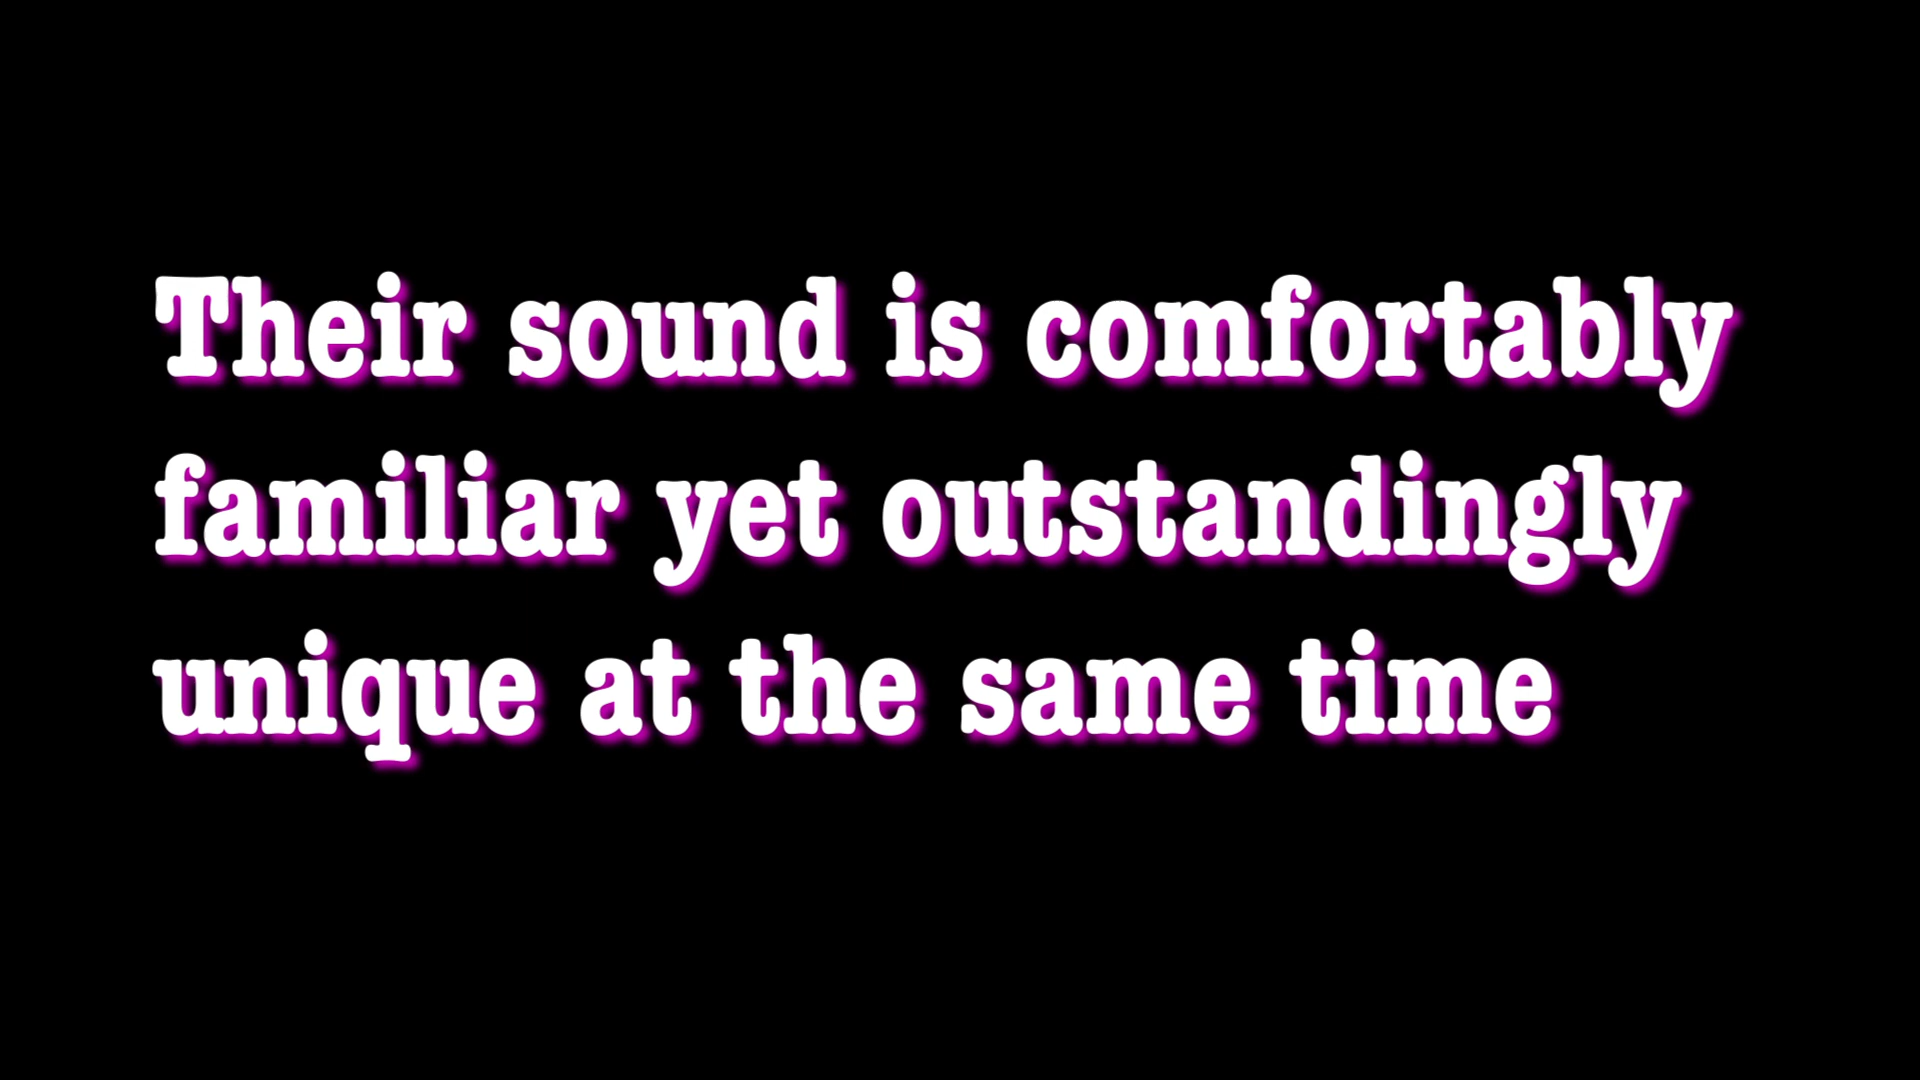 Their sound is comfortably
familiar yet outstandingly
unique at the same time